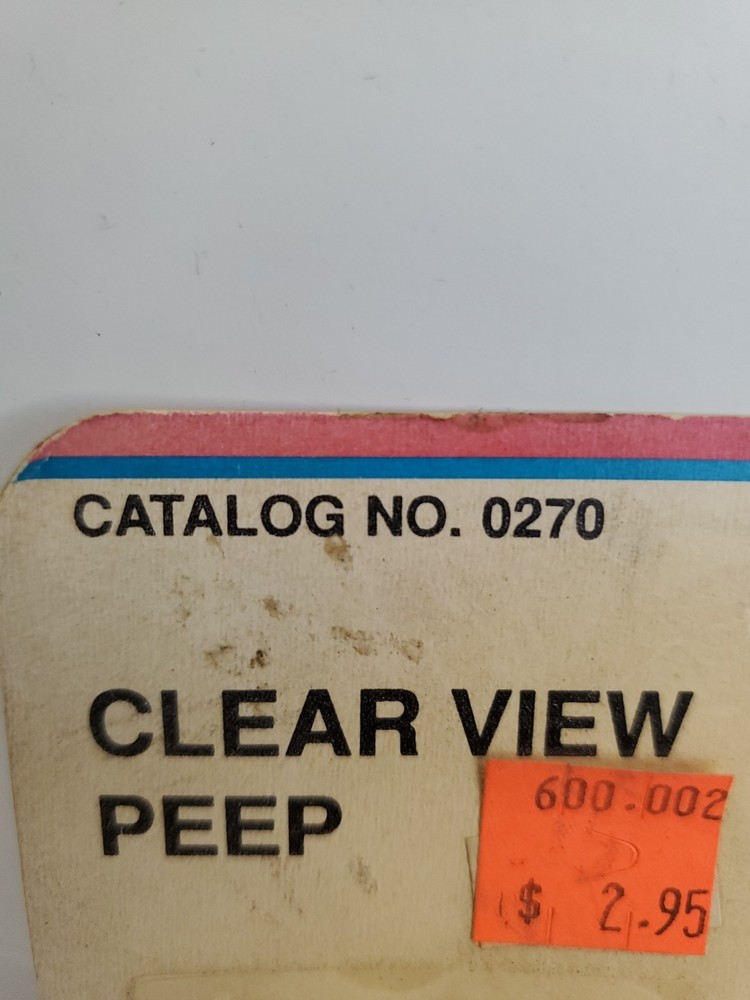 CATALOG NO. 0270
CLEAR VIEW
PEEP
600.002
$ 2.95